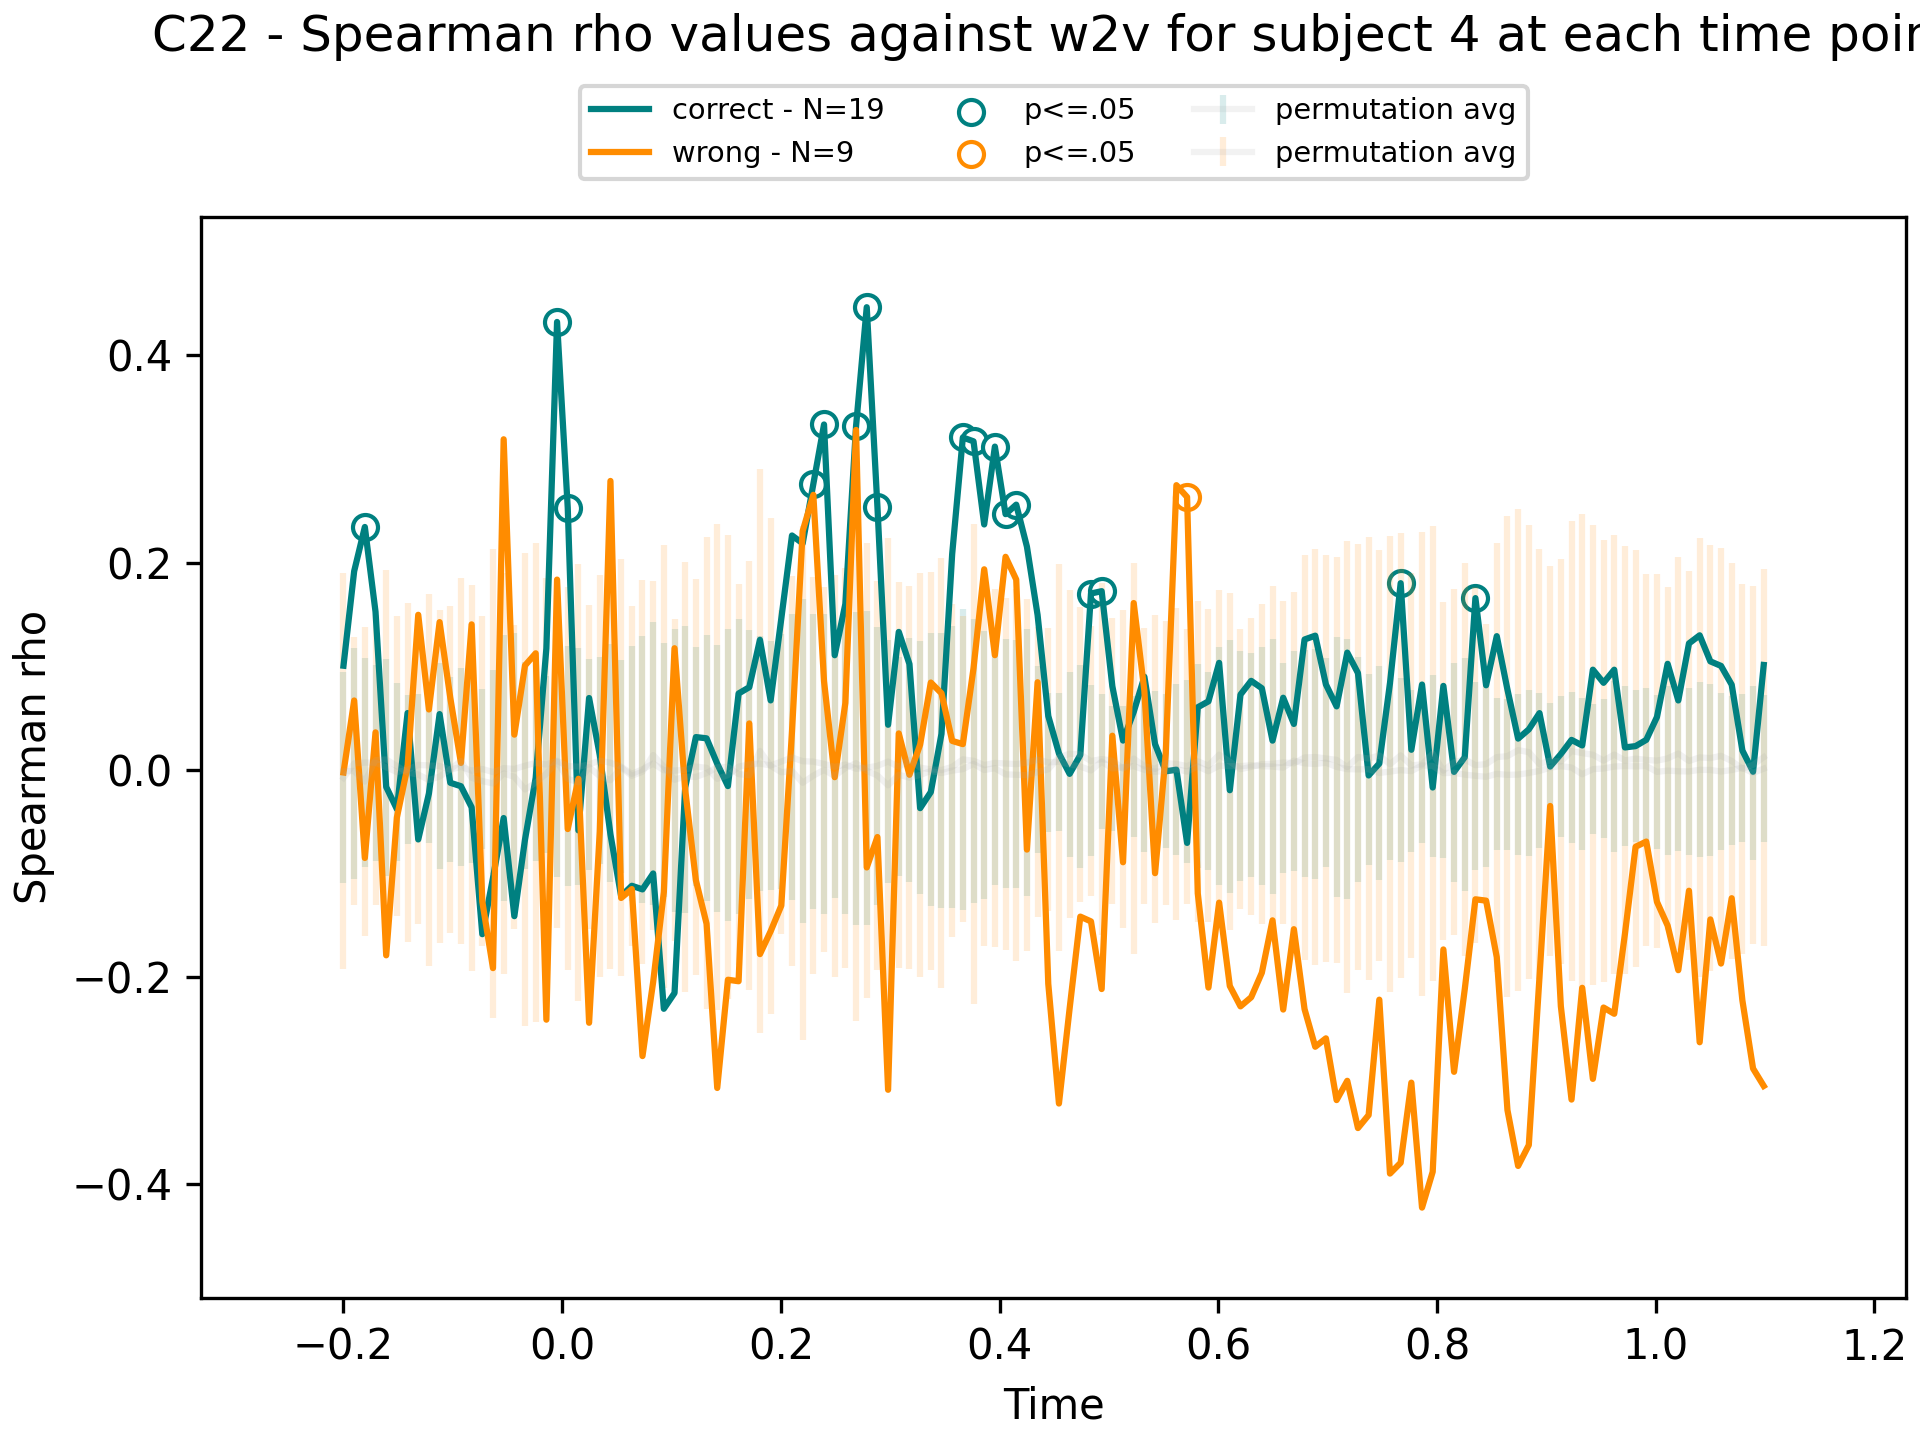 C22 - Spearman rho values against w2v for subject 4 at each time poin
correct - N=19
wrong - N=9
p<=.05
p<=.05
permutation avg
permutation avg
Spearman rho
0.4
0.2
0.0
−0.2
−0.4
−0.2 0.0 0.2 0.4 0.6 0.8 1.0 1.2
Time